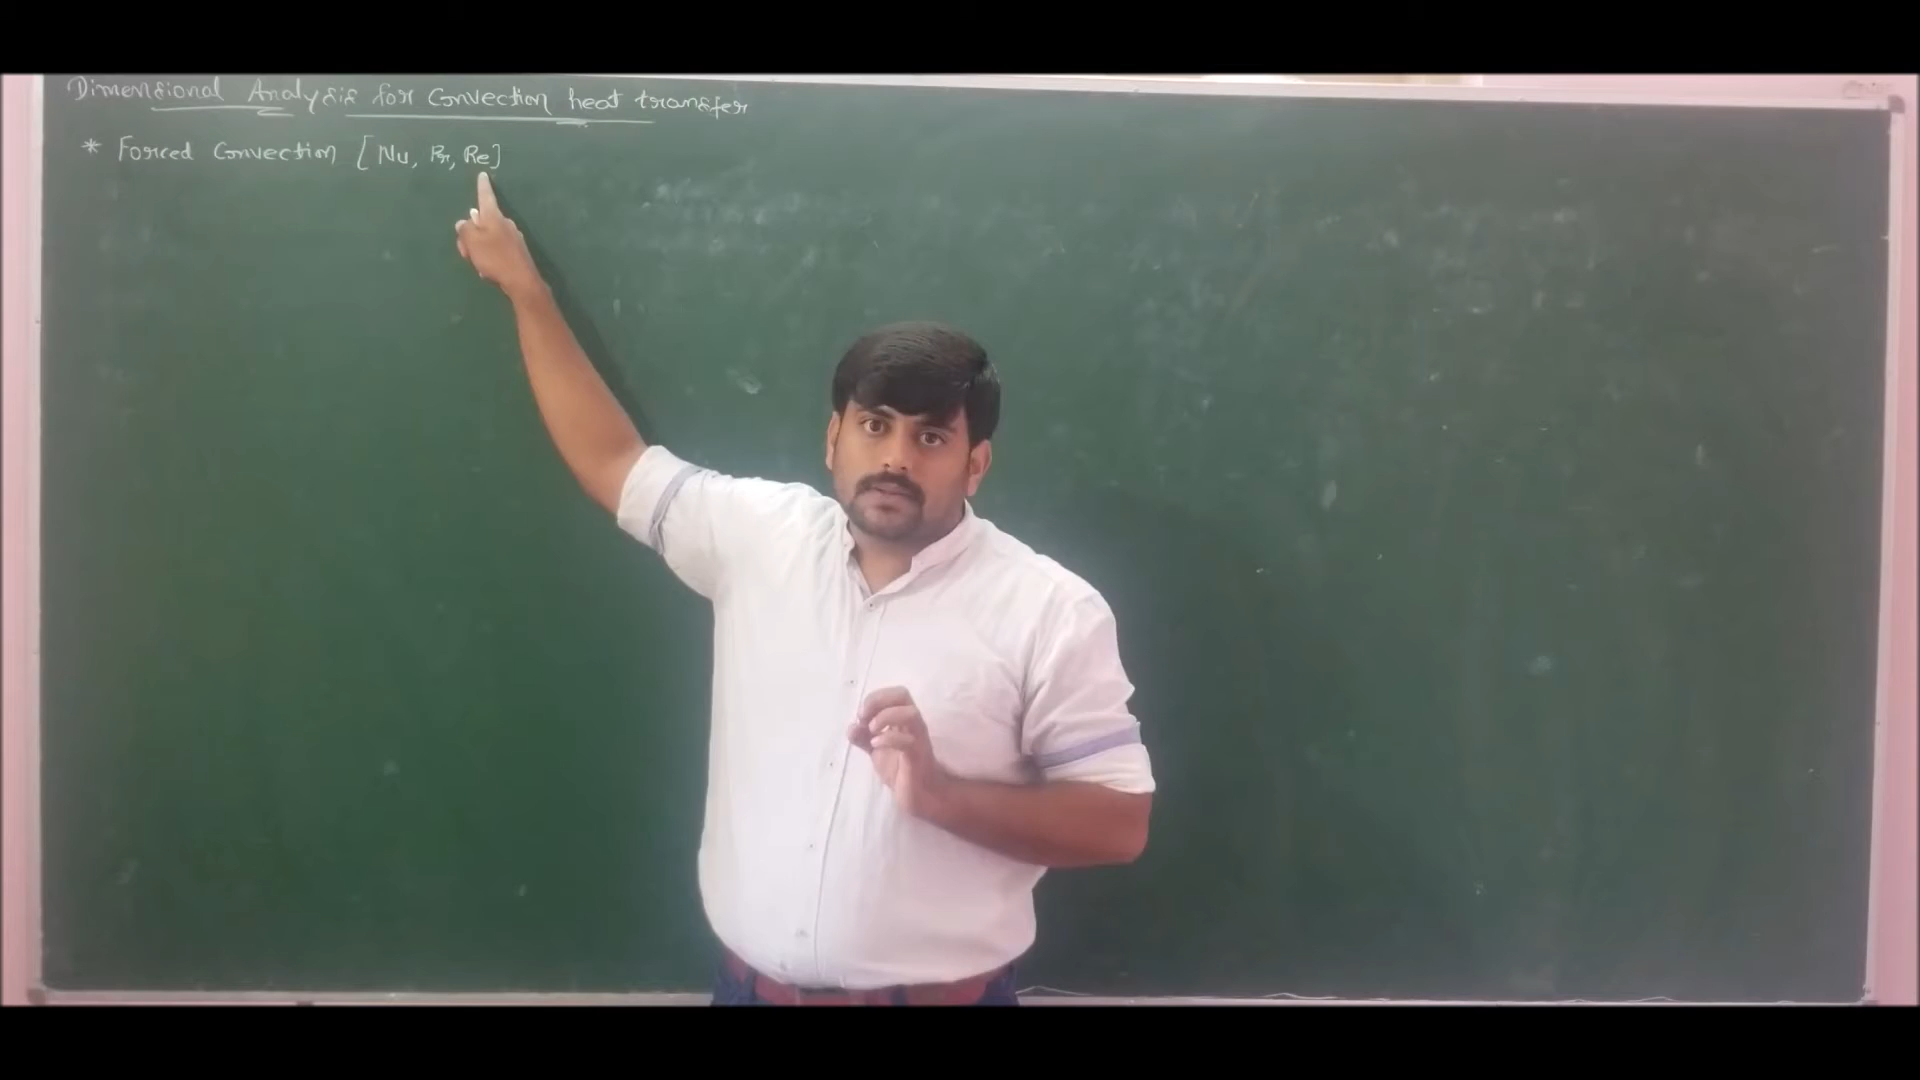 Dimensional Analysis for Convection heat transfer
* Forced Convection [Nu, Pr, Re]